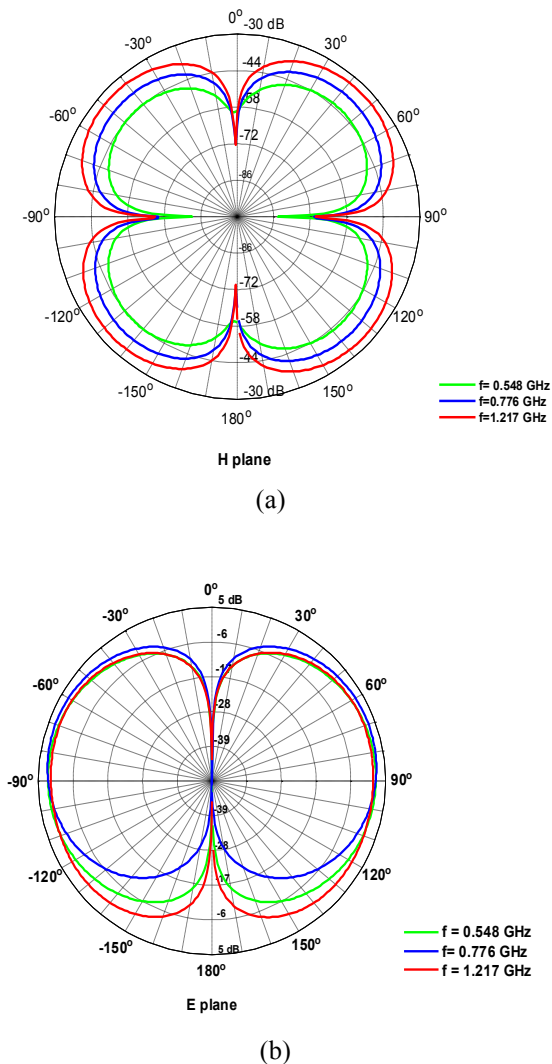 0°
-30 dB
-30°
30°
-44
-60°
-58
60°
-72
-86
-90°
90°
-86
-72
-120°
-58
120°
-44
-150°
-30 dB
150°
180°
f= 0.548 GHz
f=0.776 GHz
f=1.217 GHz
H plane
(a)
0°
5 dB
-30°
30°
-6
-17
-60°
60°
-28
-39
-90°
90°
-39
-28
-120°
-17
120°
-6
-150°
5 dB
150°
180°
f = 0.548 GHz
f= 0.776 GHz
f = 1.217 GHz
E plane
(b)